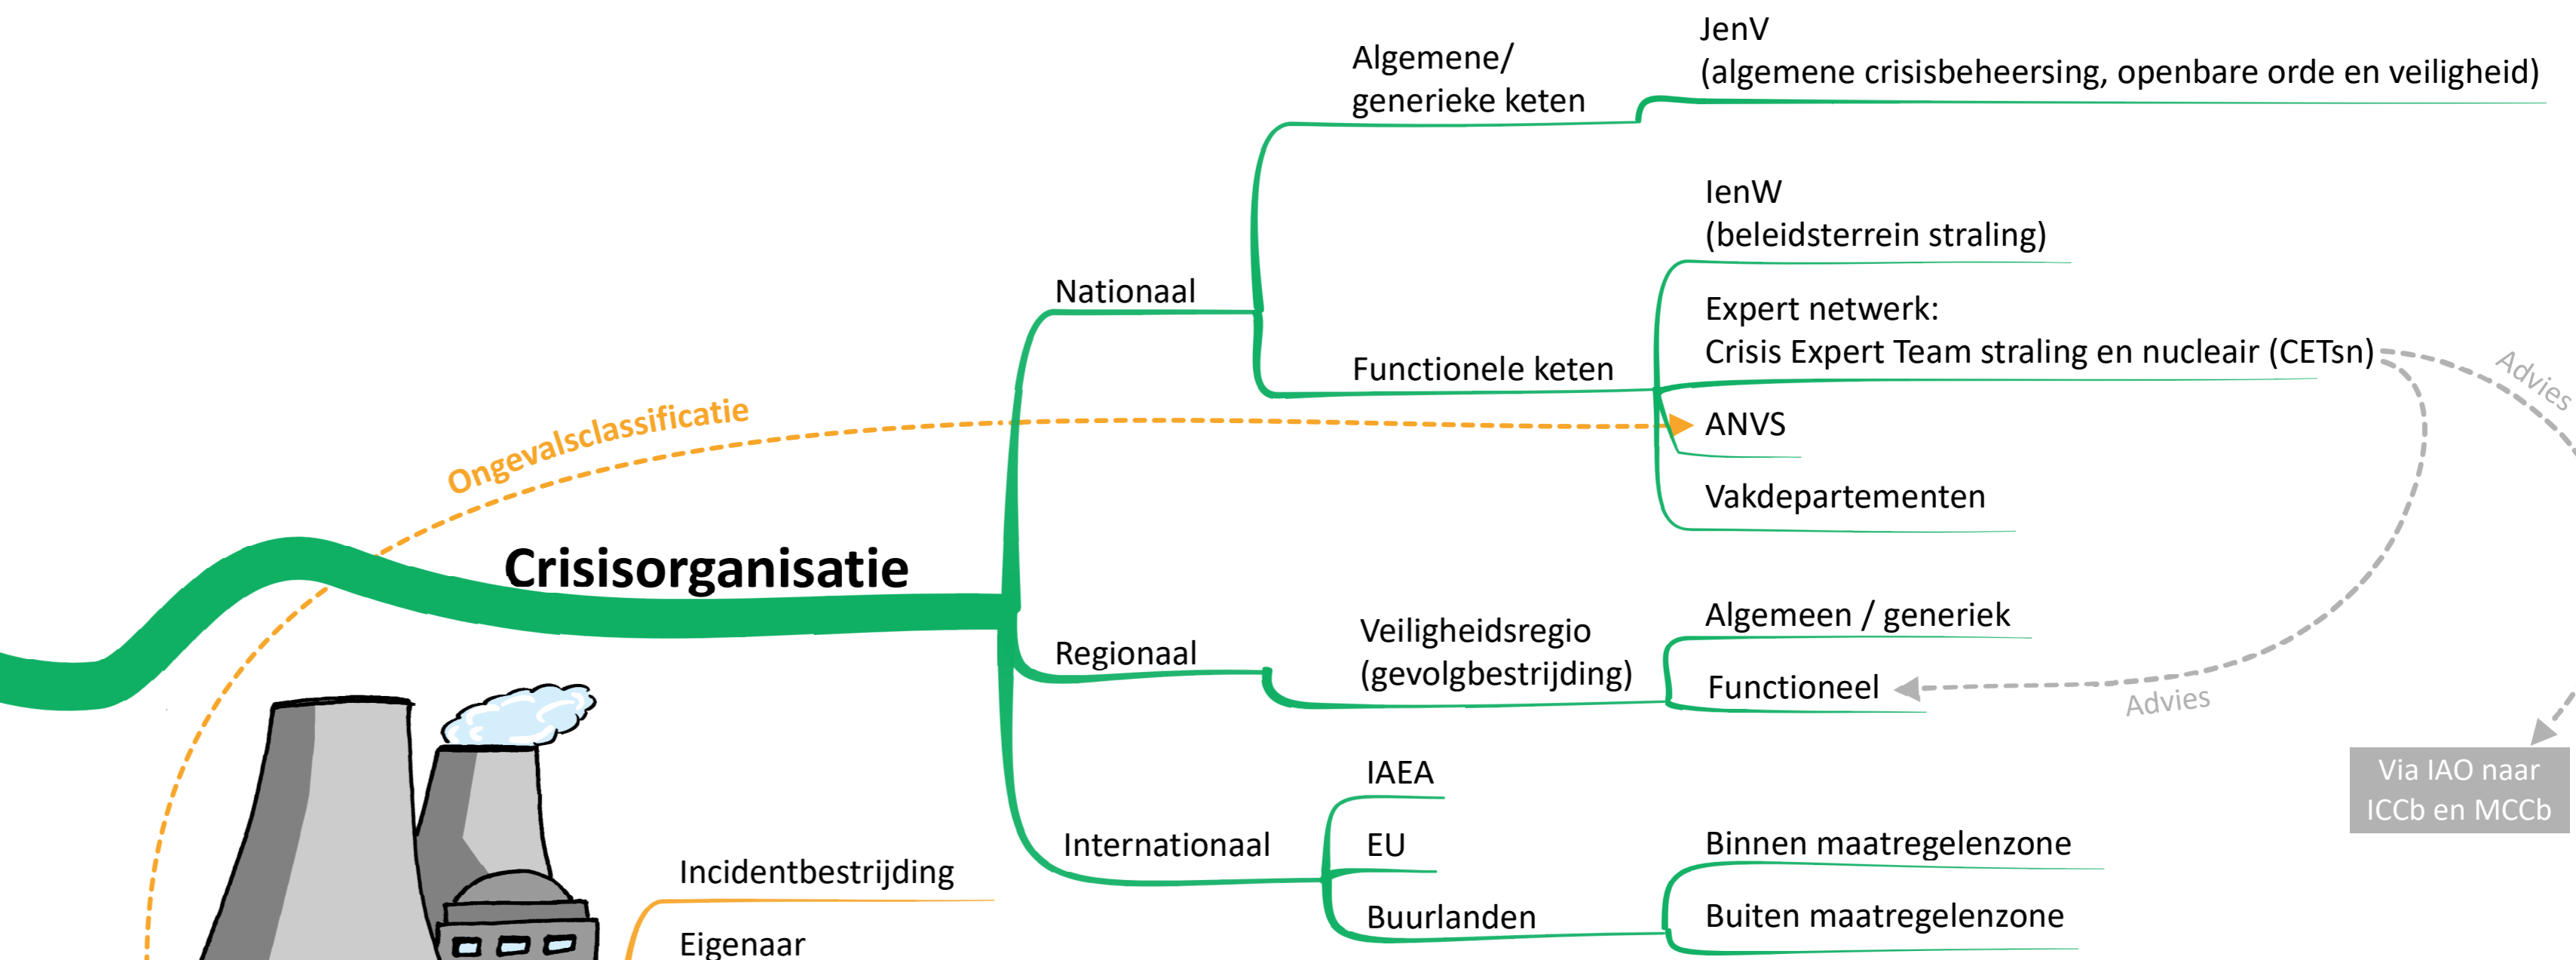 JenV
(algemene crisisbeheersing, openbare orde en veiligheid)
Algemene/
generieke keten
IenW
(beleidsterrein straling)
Nationaal
Expert netwerk:
Crisis Expert Team straling en nucleair (CETsn)
Functionele keten
Advies
Ongevalsclassificatie
ANVS
Vakdepartementen
Crisisorganisatie
Algemeen / generiek
Veiligheidsregio
(gevolgbestrijding)
Regionaal
Functioneel
Advies
IAEA
Via IAO naar
ICCb en MCCb
Internationaal
EU
Binnen maatregelenzone
Incidentbestrijding
Buurlanden
Buiten maatregelenzone
Eigenaar